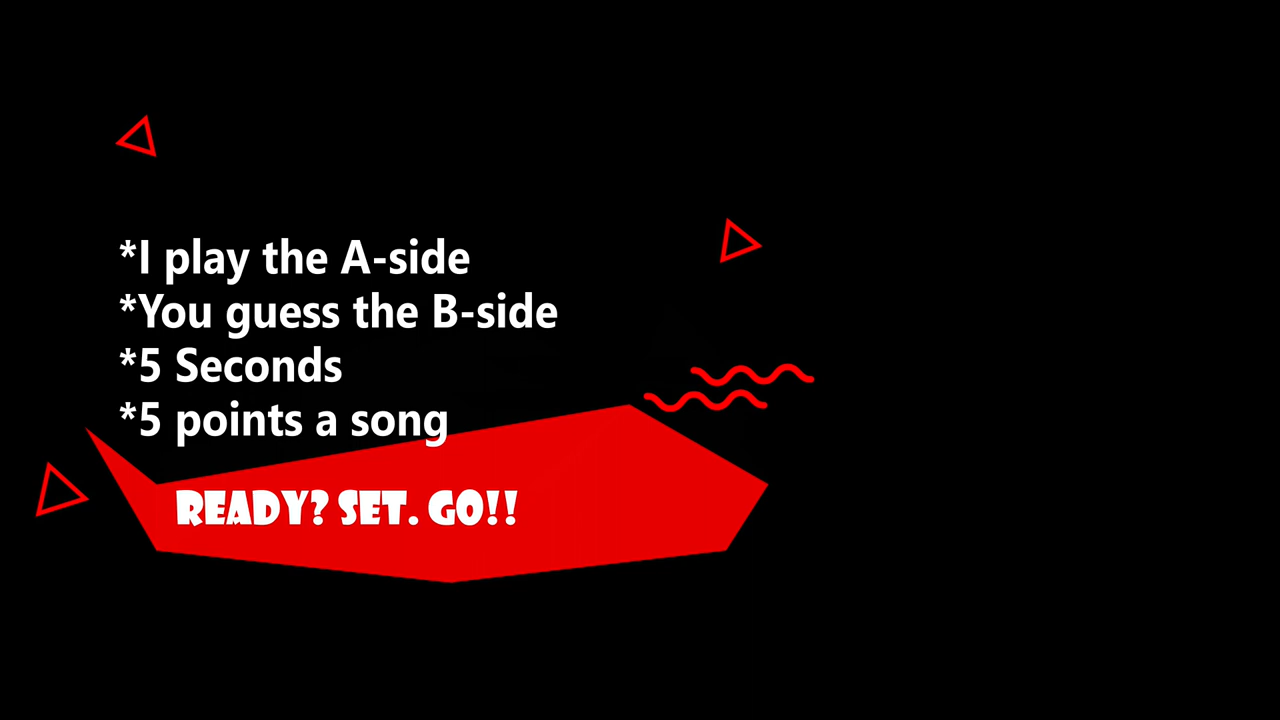 *I play the A-side
*You guess the B-side
*5 Seconds
*5 points a song
READY? SET. GO!!